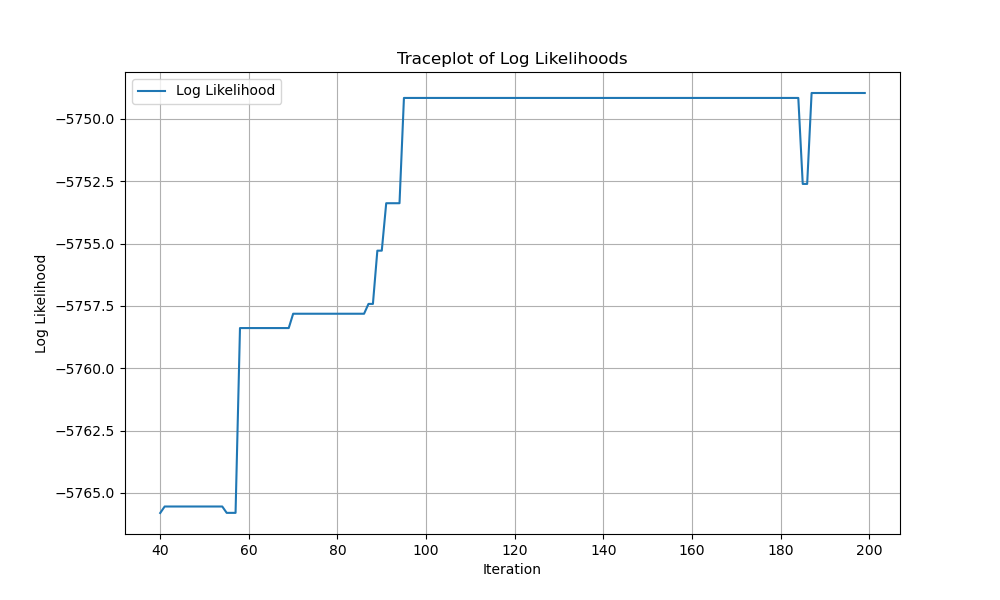 Traceplot of Log Likelihoods
Log Likelihood
−5750.0
−5752.5
−5755.0
−5757.5
−5760.0
−5762.5
−5765.0
Log Likelihood
40 60 80 100 120 140 160 180 200
Iteration